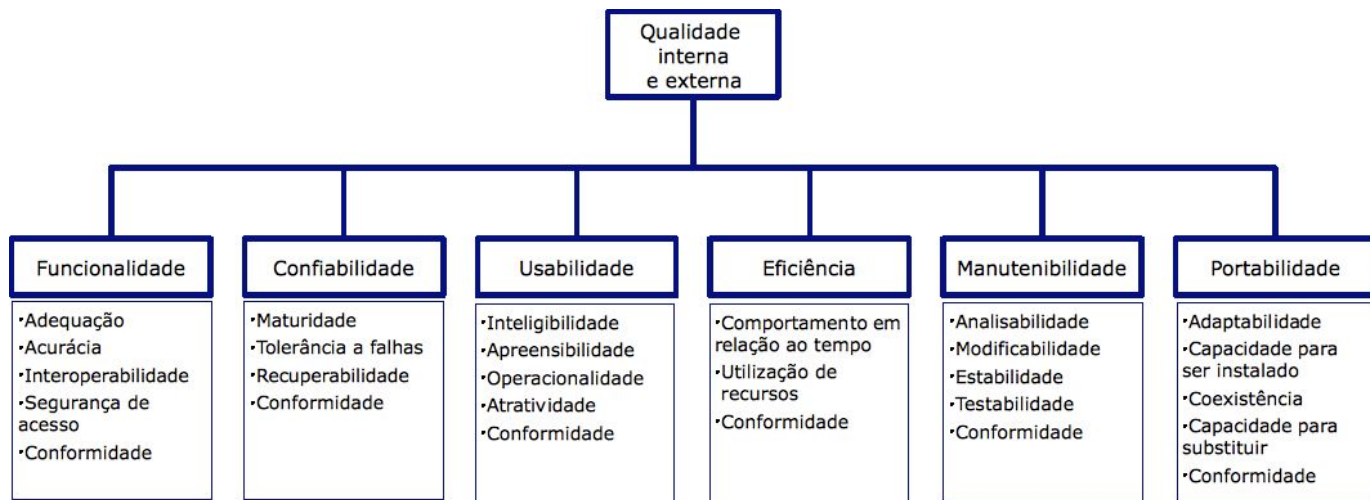 Qualidade
interna
e externa
Funcionalidade
•Adequação
•Acurácia
•Interoperabilidade
•Segurança de
acesso
•Conformidade
Confiabilidade
•Maturidade
•Tolerância a falhas
•Recuperabilidade
•Conformidade
Usabilidade
•Inteligibilidade
•Apreensibilidade
•Operacionalidade
•Atratividade
•Conformidade
Eficiência
•Comportamento em
relação ao tempo
•Utilização de
recursos
•Conformidade
Manutenibilidade
•Analisabilidade
•Modificabilidade
•Estabilidade
•Testabilidade
•Conformidade
Portabilidade
•Adaptabilidade
•Capacidade para
ser instalado
•Coexistência
•Capacidade para
substituir
•Conformidade